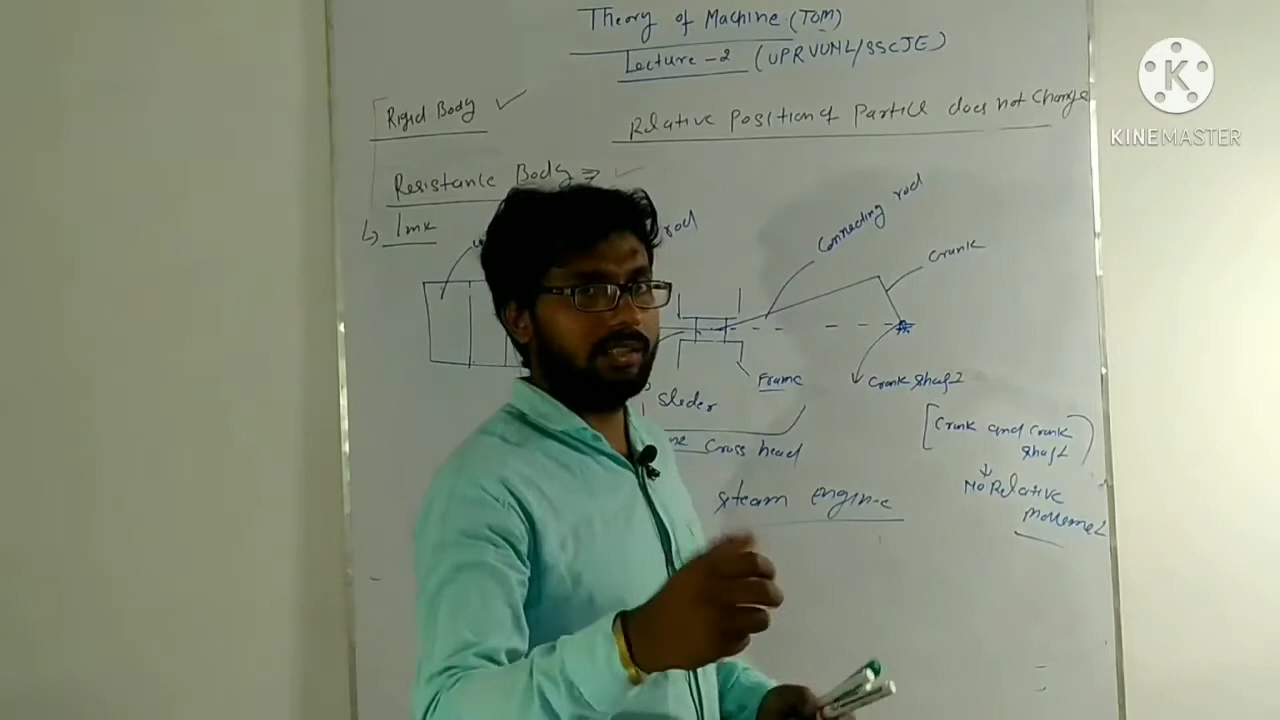 Theory of Machine (TOM)
Lecture-2 (UPRVUNL/SSCJE)
Rigid Body ✓
Relative position of Particle does not change
Resistance Body ⇒ ✓
↳ link
rod
connecting rod
Crank
Frame
Crank shaft
Slider
[Crank and crank
shaft)
Cross head
↓
No Relative
Steam engine
KINEMASTER
K